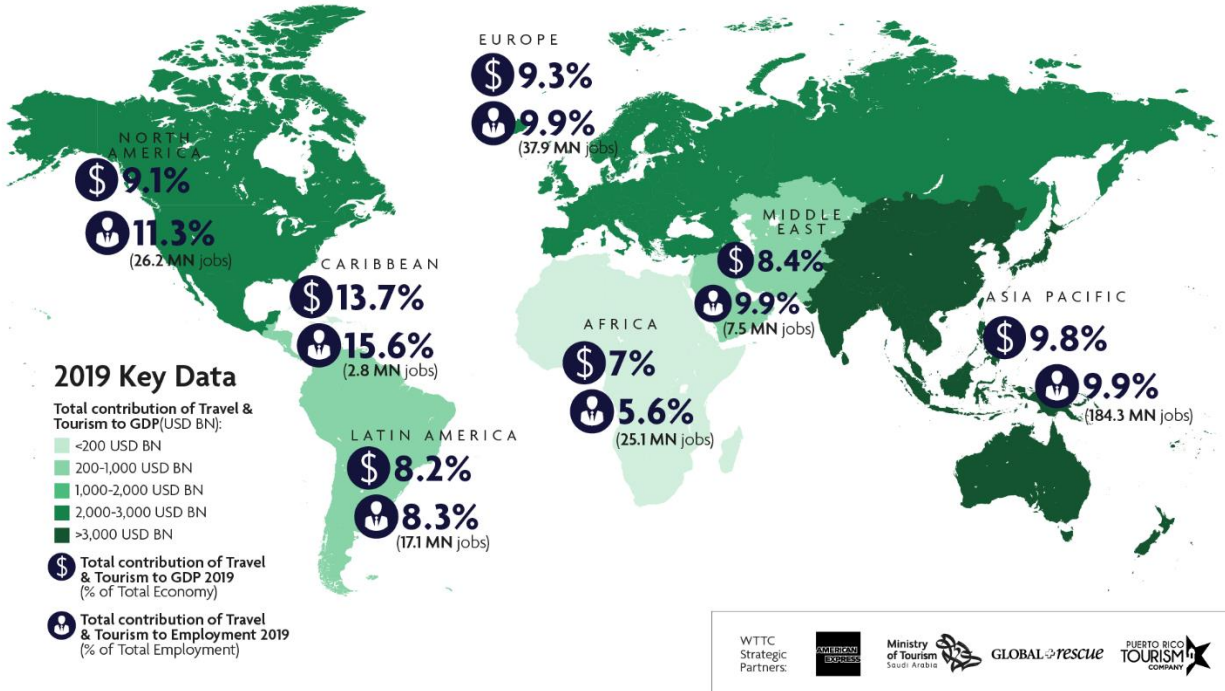 EUROPE
$ 9.3%
9.9%
(37.9 MN jobs)
NORTH
AMERICA
$ 9.1%
11.3%
(26.2 MN jobs)
CARIBBEAN
$ 13.7%
15.6%
(2.8 MN jobs)
MIDDLE
EAST
$ 8.4%
9.9%
(7.5 MN jobs)
AFRICA
$ 7%
5.6%
(25.1 MN jobs)
ASIA PACIFIC
$ 9.8%
9.9%
(184.3 MN jobs)
LATIN AMERICA
$ 8.2%
8.3%
(17.1 MN jobs)
2019 Key Data
Total contribution of Travel &
Tourism to GDP(USD BN):
<200 USD BN
200-1,000 USD BN
1,000-2,000 USD BN
2,000-3,000 USD BN
>3,000 USD BN
$ Total contribution of Travel
& Tourism to GDP 2019
(% of Total Economy)
Total contribution of Travel
& Tourism to Employment 2019
(% of Total Employment)
WTTC
Strategic
Partners:
AMERICAN
EXPRESS
Ministry
of Tourism
Saudi Arabia
GLOBAL rescue
PUERTO RICO
TOURISM
COMPANY